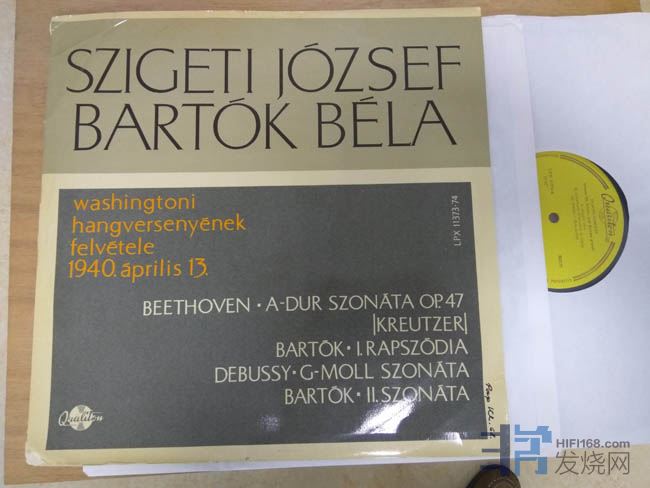 SZIGETI JÓZSEF
BARTÓK BÉLA
washingtoni
hangversenyének
felvétele
1940. április 13.
LPX 11373-74
BEETHOVEN · A-DUR SZONÁTA OP. 47
|KREUTZER|
BARTÓK · I. RAPSZÓDIA
DEBUSSY · G-MOLL SZONÁTA
BARTÓK · II. SZONÁTA
Qualiton
Qualiton
HIFI168.com
发烧网